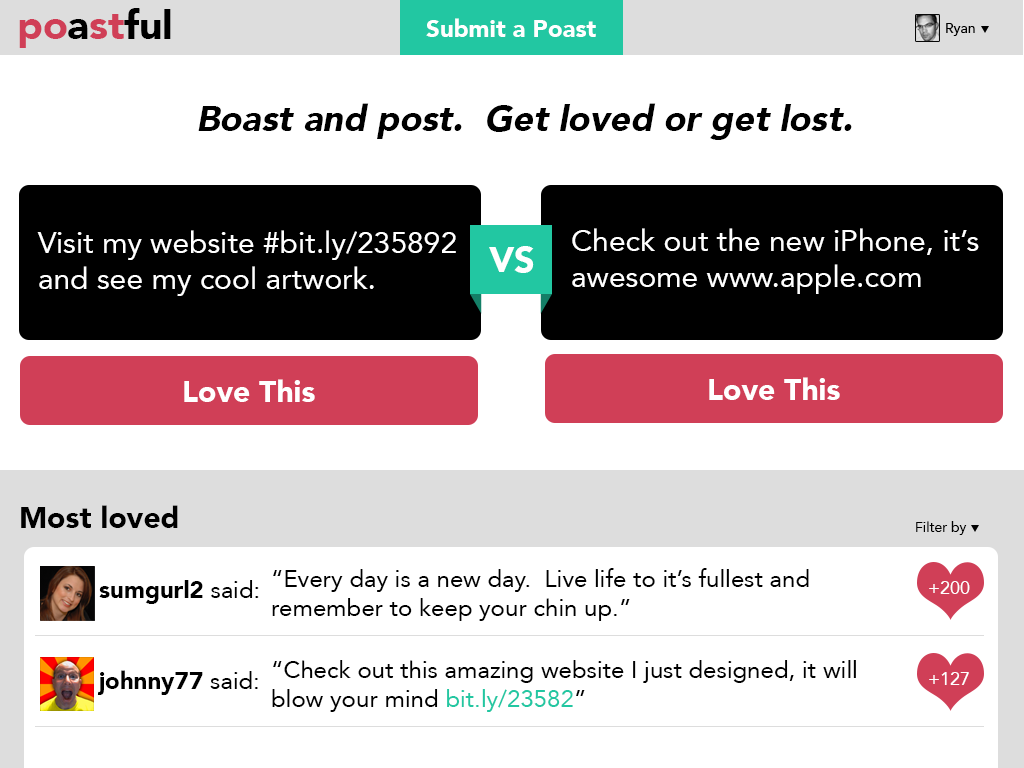 poastful
Submit a Poast
Ryan ▼
Boast and post.  Get loved or get lost.
Visit my website #bit.ly/235892
and see my cool artwork.
VS
Check out the new iPhone, it’s
awesome www.apple.com
Love This
Love This
Most loved
Filter by ▼
sumgurl2 said:
“Every day is a new day.  Live life to it’s fullest and
remember to keep your chin up.”
+200
johnny77 said:
“Check out this amazing website I just designed, it will
blow your mind bit.ly/23582”
+127